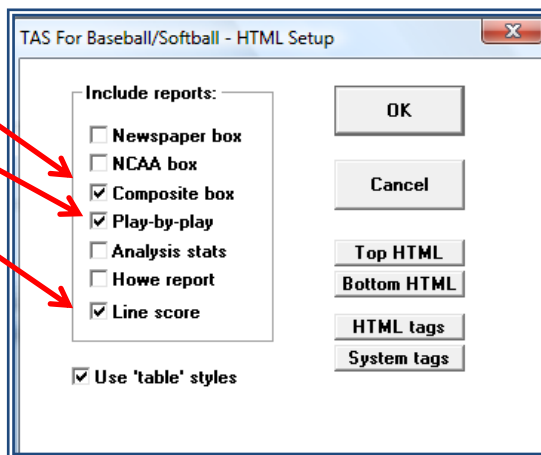 TAS For Baseball/Softball - HTML Setup
Include reports:
Newspaper box
NCAA box
Composite box
Play-by-play
Analysis stats
Howe report
Line score
Use 'table' styles
OK
Cancel
Top HTML
Bottom HTML
HTML tags
System tags